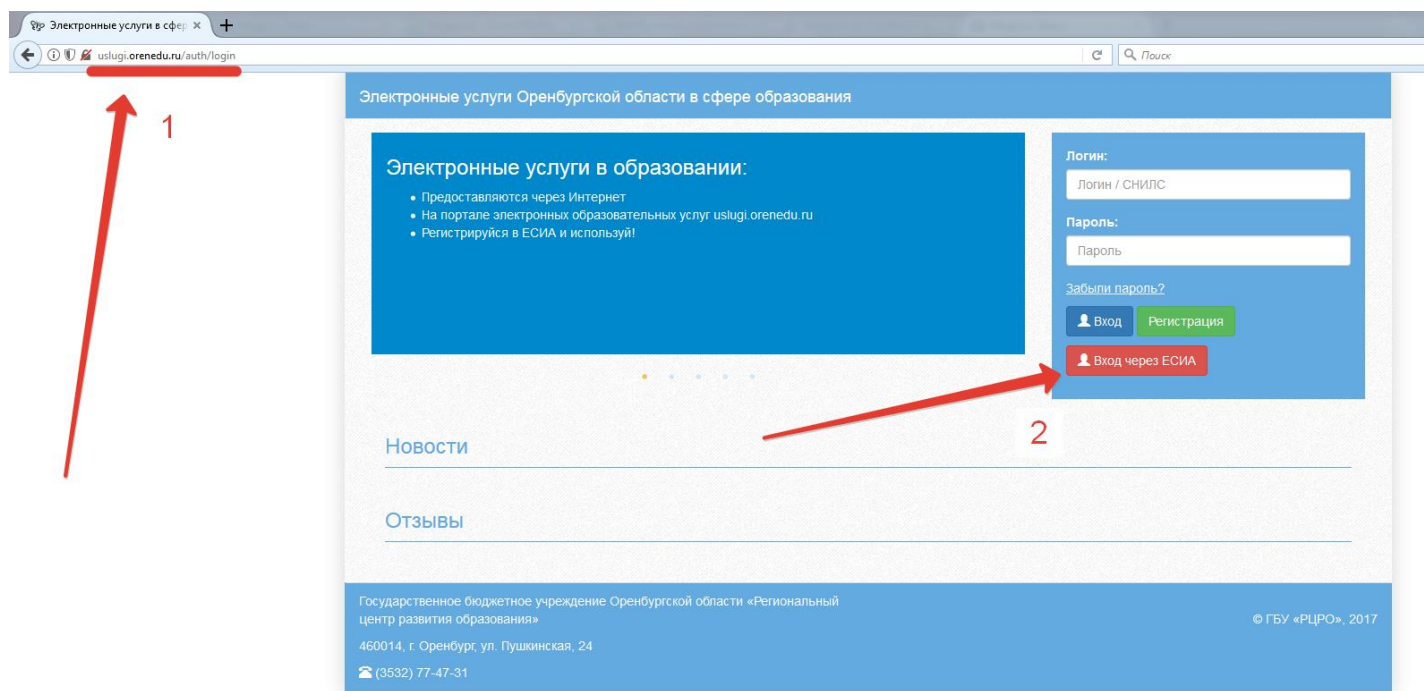 Электронные услуги в сфер
uslugi.orenedu.ru/auth/login
Поиск
1
Электронные услуги Оренбургской области в сфере образования
Электронные услуги в образовании:
Предоставляются через Интернет
На портале электронных образовательных услуг uslugi.orenedu.ru
Регистрируйся в ЕСИА и используй!
Логин:
Логин / СНИЛС
Пароль:
Пароль
Забыли пароль?
Вход Регистрация
Вход через ЕСИА
2
Новости
Отзывы
Государственное бюджетное учреждение Оренбургской области «Региональный
центр развития образования»
© ГБУ «РЦРО», 2017
460014, г. Оренбург, ул. Пушкинская, 24
(3532) 77-47-31